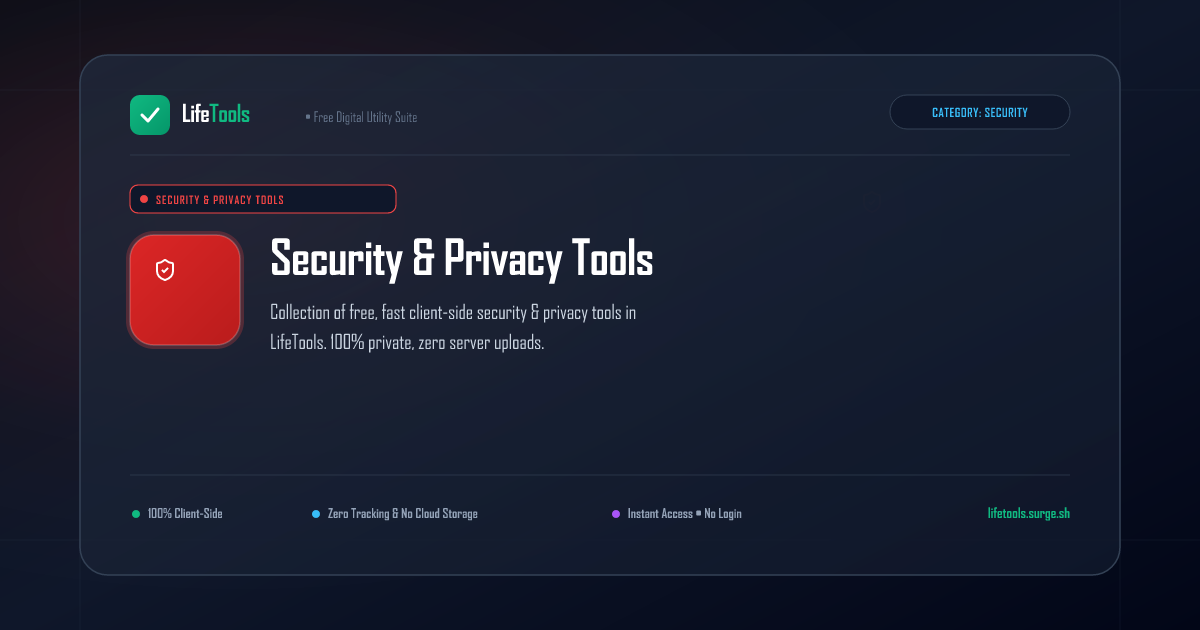 LifeTools
• Free Digital Utility Suite
CATEGORY: SECURITY
SECURITY & PRIVACY TOOLS
Security & Privacy Tools
Collection of free, fast client-side security & privacy tools in
LifeTools. 100% private, zero server uploads.
100% Client-Side
Zero Tracking & No Cloud Storage
Instant Access • No Login
lifetools.surge.sh